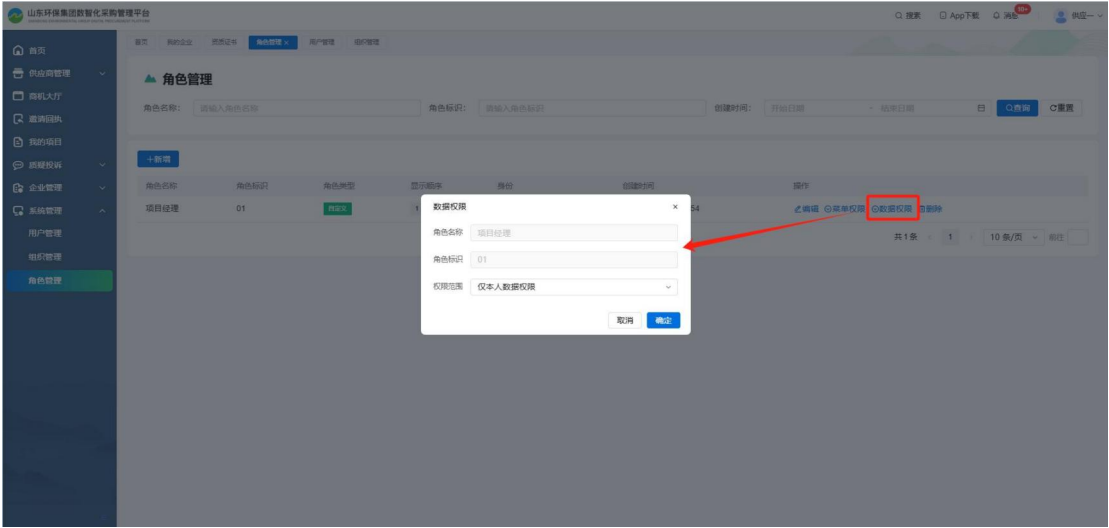 山东环保集团数智化采购管理平台
搜索 App下载 消息 供应一
首页 我的企业 资质证书 角色管理 × 用户管理 组织管理
首页
供应商管理
商机大厅
邀请回执
我的项目
质疑投诉
企业管理
系统管理
用户管理
组织管理
角色管理
角色管理
角色名称: 请输入角色名称 角色标识: 请输入角色标识 创建时间: 开始日期 - 结束日期 查询 重置
+新增
角色名称 角色标识 角色类型 显示顺序 身份 创建时间 操作
项目经理 01 自定义 1 54 编辑 菜单权限 数据权限 删除
共1条 1 10条/页 前往
数据权限 ×
角色名称 项目经理
角色标识 01
权限范围 仅本人数据权限
取消 确定